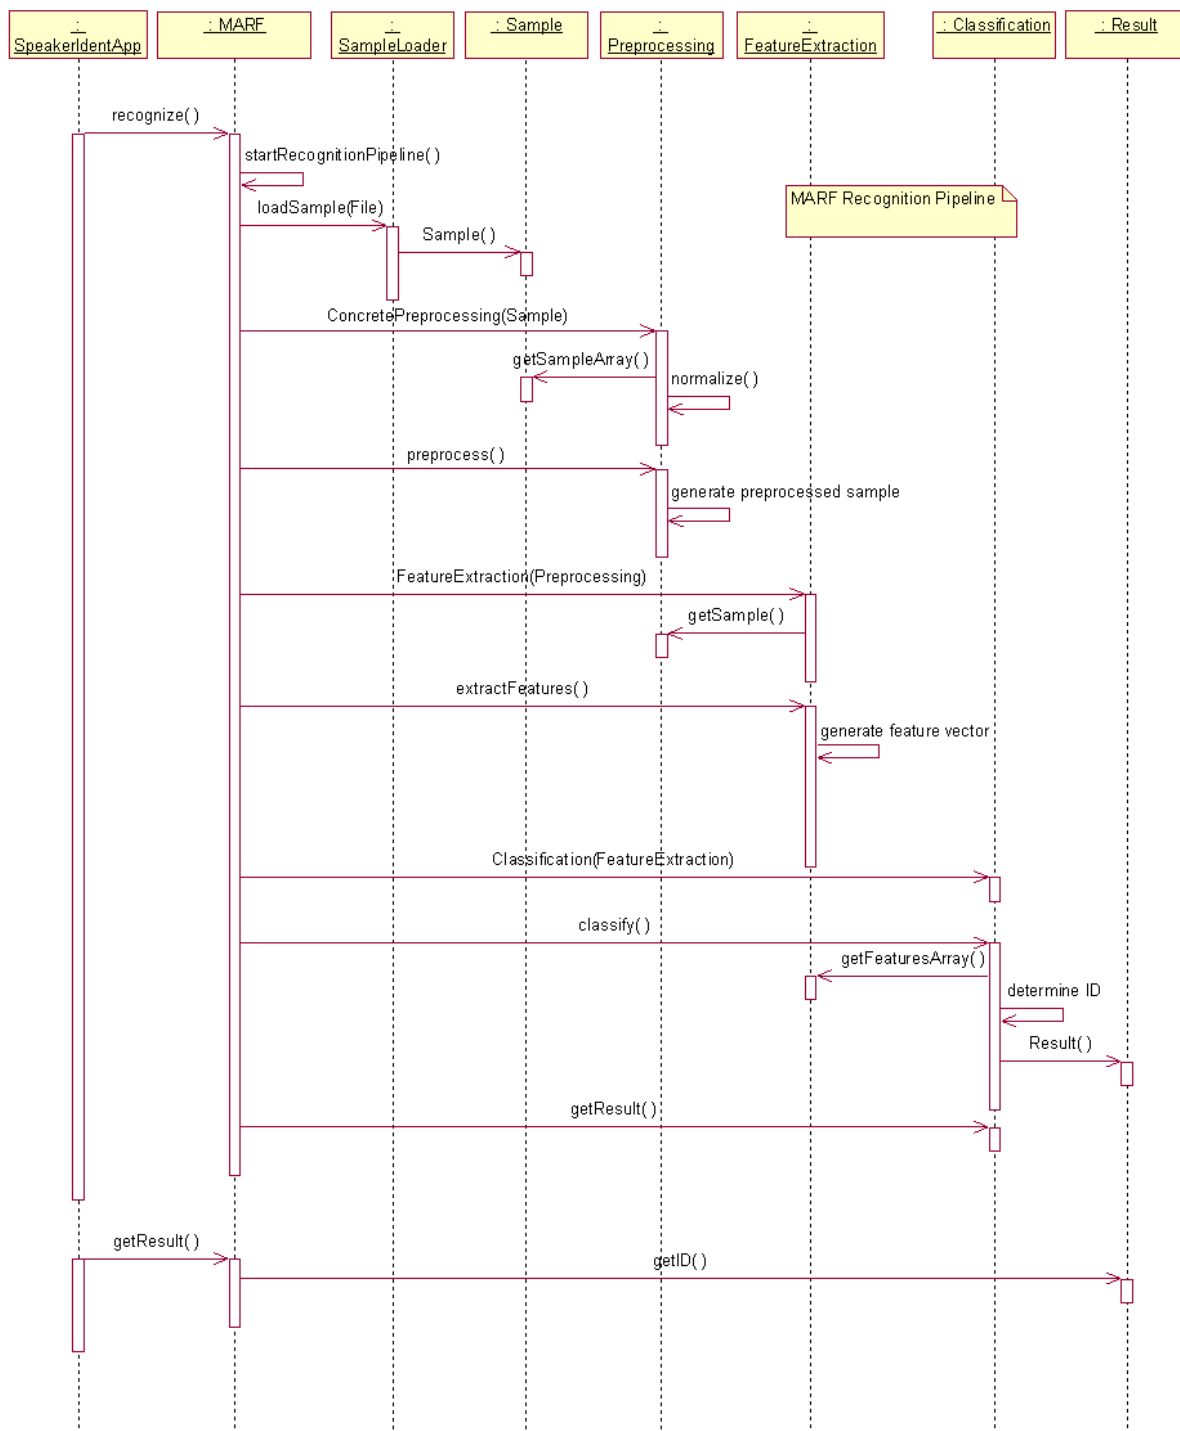 :
SpeakerIdentApp
: MARF
:
SampleLoader
: Sample
:
Preprocessing
:
FeatureExtraction
: Classification
: Result
recognize( )
startRecognitionPipeline( )
MARF Recognition Pipeline
loadSample(File)
Sample( )
ConcretePreprocessing(Sample)
getSampleArray( )
normalize( )
preprocess( )
generate preprocessed sample
FeatureExtraction(Preprocessing)
getSample( )
extractFeatures( )
generate feature vector
Classification(FeatureExtraction)
classify( )
getFeaturesArray( )
determine ID
Result( )
getResult( )
getResult( )
getID( )